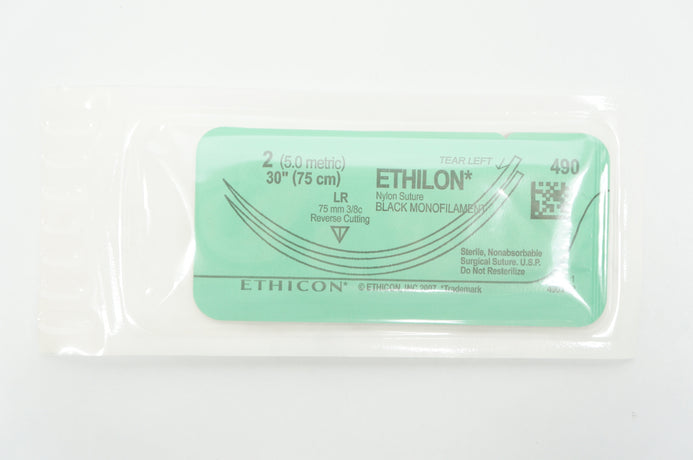 2 (5.0 metric)
30" (75 cm)
LR
75 mm 3/8c
Reverse Cutting
TEAR LEFT
ETHILON*
Nylon Suture
BLACK MONOFILAMENT
490
Sterile, Nonabsorbable
Surgical Suture. U.S.P.
Do Not Resterilize
ETHICON* © ETHICON, INC 2007. *Trademark